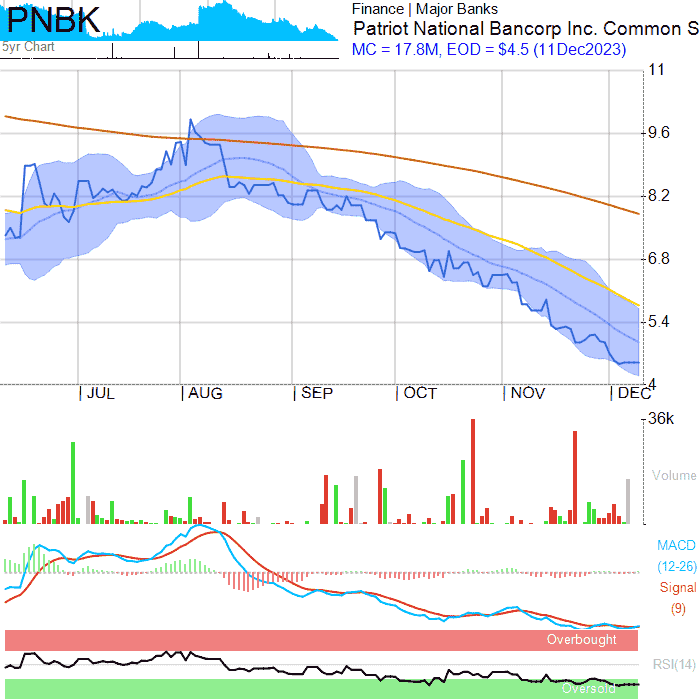 PNBK
5yr Chart
Finance | Major Banks
Patriot National Bancorp Inc. Common S
MC = 17.8M, EOD = $4.5 (11Dec2023)
11
9.6
8.2
6.8
5.4
4
JUL
AUG
SEP
OCT
NOV
DEC
36k
Volume
MACD
(12-26)
Signal
(9)
Overbought
RSI(14)
Oversold